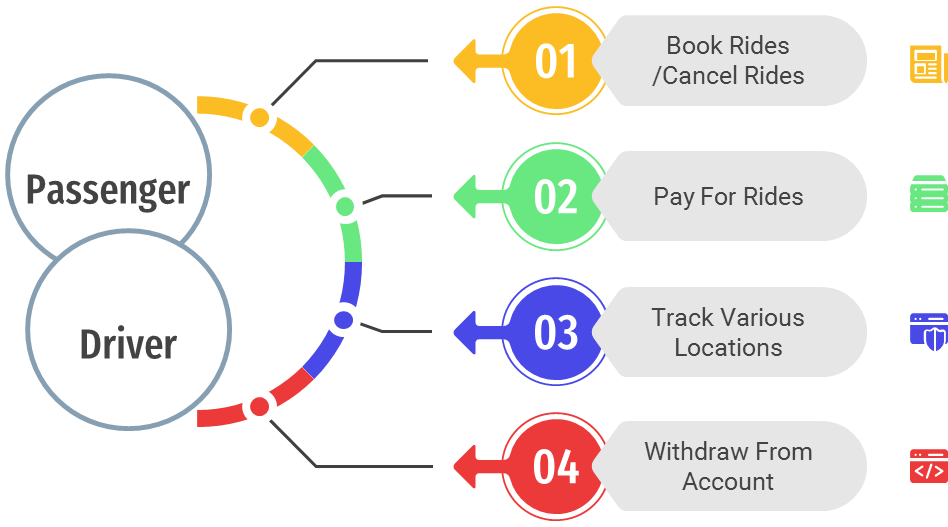 Passenger
Driver
01
Book Rides
/Cancel Rides
02
Pay For Rides
03
Track Various
Locations
04
Withdraw From
Account